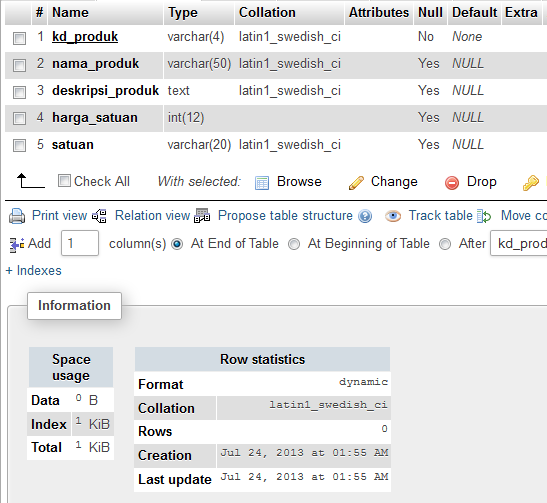 # Name Type Collation Attributes Null Default Extra
1 kd_produk varchar(4) latin1_swedish_ci No None
2 nama_produk varchar(50) latin1_swedish_ci Yes NULL
3 deskripsi_produk text latin1_swedish_ci Yes NULL
4 harga_satuan int(12) Yes NULL
5 satuan varchar(20) latin1_swedish_ci Yes NULL
Check All With selected: Browse Change Drop
Print view Relation view Propose table structure Track table Move co
Add 1 column(s) At End of Table At Beginning of Table After kd_prod
+ Indexes
Information
Space usage
Data 0 B
Index 1 KiB
Total 1 KiB
Row statistics
Format dynamic
Collation latin1_swedish_ci
Rows 0
Creation Jul 24, 2013 at 01:55 AM
Last update Jul 24, 2013 at 01:55 AM